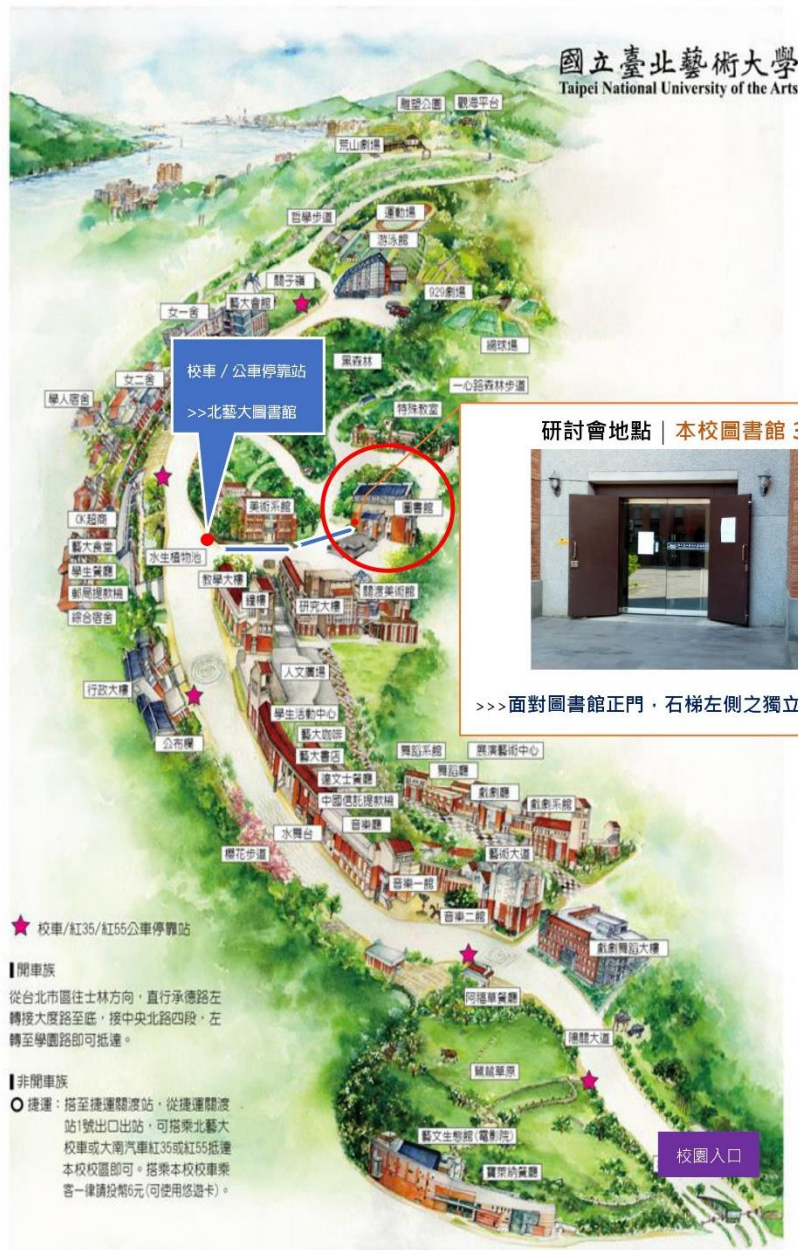 國立臺北藝術大學
Taipei National University of the Arts
雕塑公園
觀海平台
荒山劇場
哲學步道
運動場
游泳館
關子嶺
藝大會館
929劇場
女一舍
網球場
黑森林
校車 / 公車停靠站
>>北藝大圖書館
女二舍
學人宿舍
一心路森林步道
特殊教室
研討會地點 | 本校圖書館 3
美術系館
圖書館
OK超商
藝大食堂
學生餐廳
郵局提款機
綜合宿舍
水生植物池
教學大樓
鐘樓
研究大樓
關渡美術館
人文廣場
行政大樓
公布欄
>>>面對圖書館正門，石梯左側之獨立
學生活動中心
藝大咖啡
藝大書店
達文士餐廳
中國信託提款機
舞蹈系館
展演藝術中心
舞蹈廳
戲劇廳
戲劇系館
水舞台
音樂廳
櫻花步道
藝術大道
音樂一館
音樂二館
戲劇舞蹈大樓
★ 校車/紅35/紅55公車停靠站
阿福草餐廳
陽關大道
鷺鷥草原
藝文生態館(電影院)
寶萊納餐廳
校園入口
開車族
從台北市區往士林方向，直行承德路左
轉接大度路至底，接中央北路四段，左
轉至學園路即可抵達。
非開車族
捷運：搭至捷運關渡站，從捷運關渡
站1號出口出站，可搭乘北藝大
校車或大南汽車紅35或紅55抵達
本校校區即可。搭乘本校校車乘
客一律請投幣6元(可使用悠遊卡)。